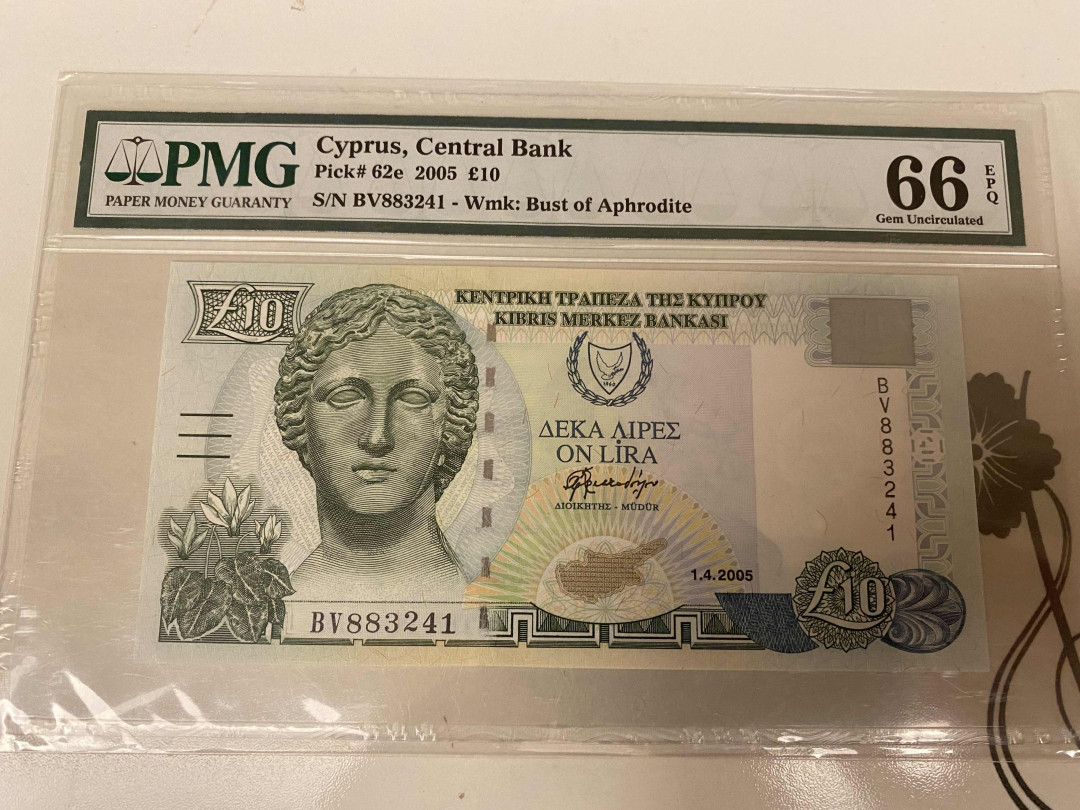 PMG
PAPER MONEY GUARANTY
Cyprus, Central Bank
Pick# 62e 2005 £10
S/N BV883241 - Wmk: Bust of Aphrodite
66
EPQ
Gem Uncirculated
£10
ΚΕΝΤΡΙΚΗ ΤΡΑΠΕΖΑ ΤΗΣ ΚΥΠΡΟΥ
KIBRIS MERKEZ BANKASI
1960
ΔΕΚΑ ΛΙΡΕΣ
ON LİRA
ΔΙΟΙΚΗΤΗΣ - MÜDÜR
BV883241
1.4.2005
£10
BV883241